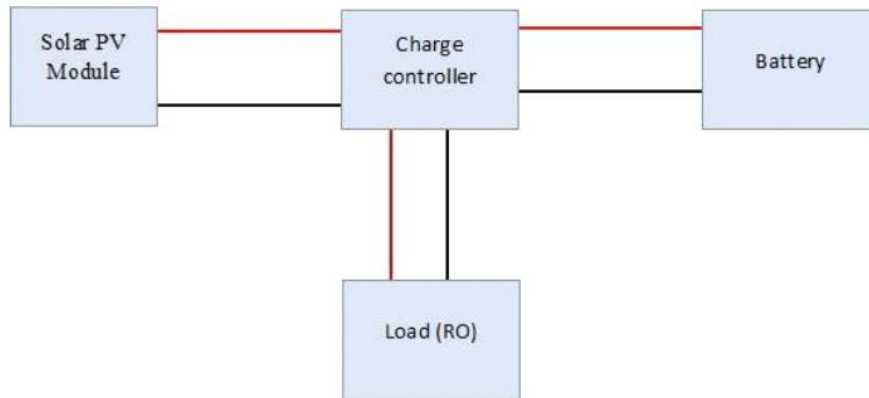 Solar PV
Module
Charge
controller
Battery
Load (RO)